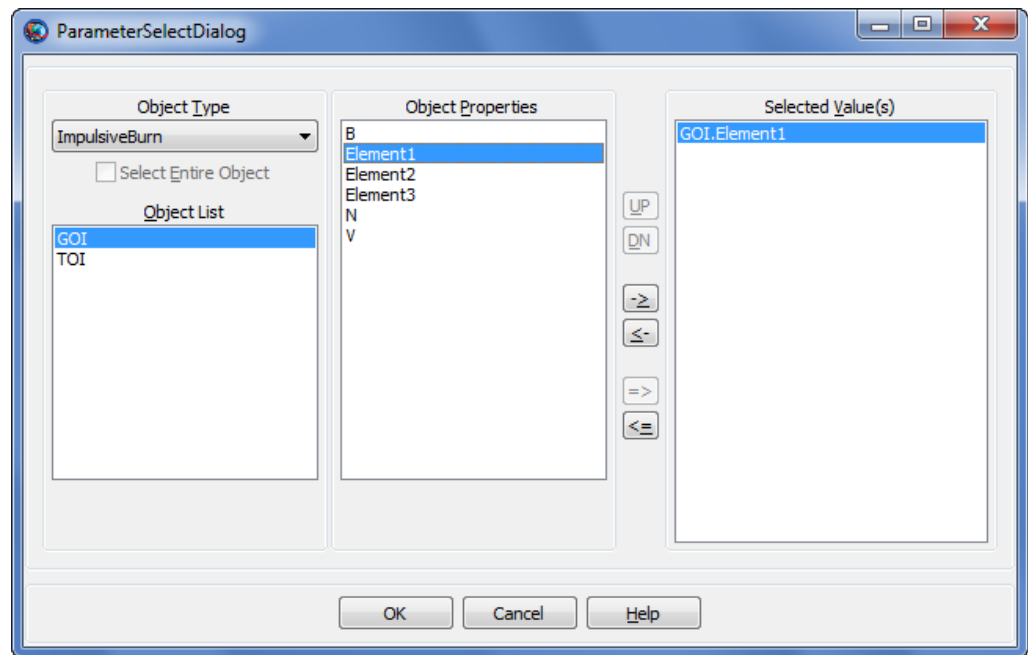 ParameterSelectDialog
Object Type
ImpulsiveBurn
Select Entire Object
Object List
GOI
TOI
Object Properties
B
Element1
Element2
Element3
N
V
UP
DN
->
<-
=>
<=
Selected Value(s)
GOI.Element1
OK
Cancel
Help